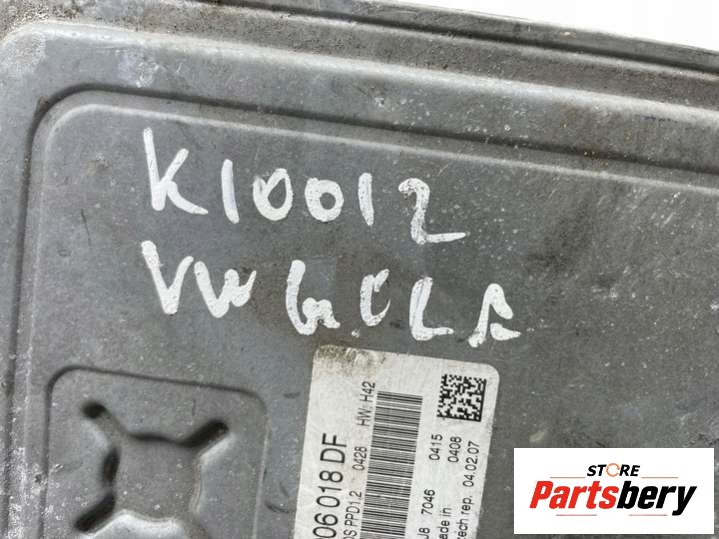 K10012
VW GOLF
06 018 DF
PPD1.2 0428 HW: H42
7046 0415
ade in 0408
ech rep. 04.02.07
STORE
Partsbery